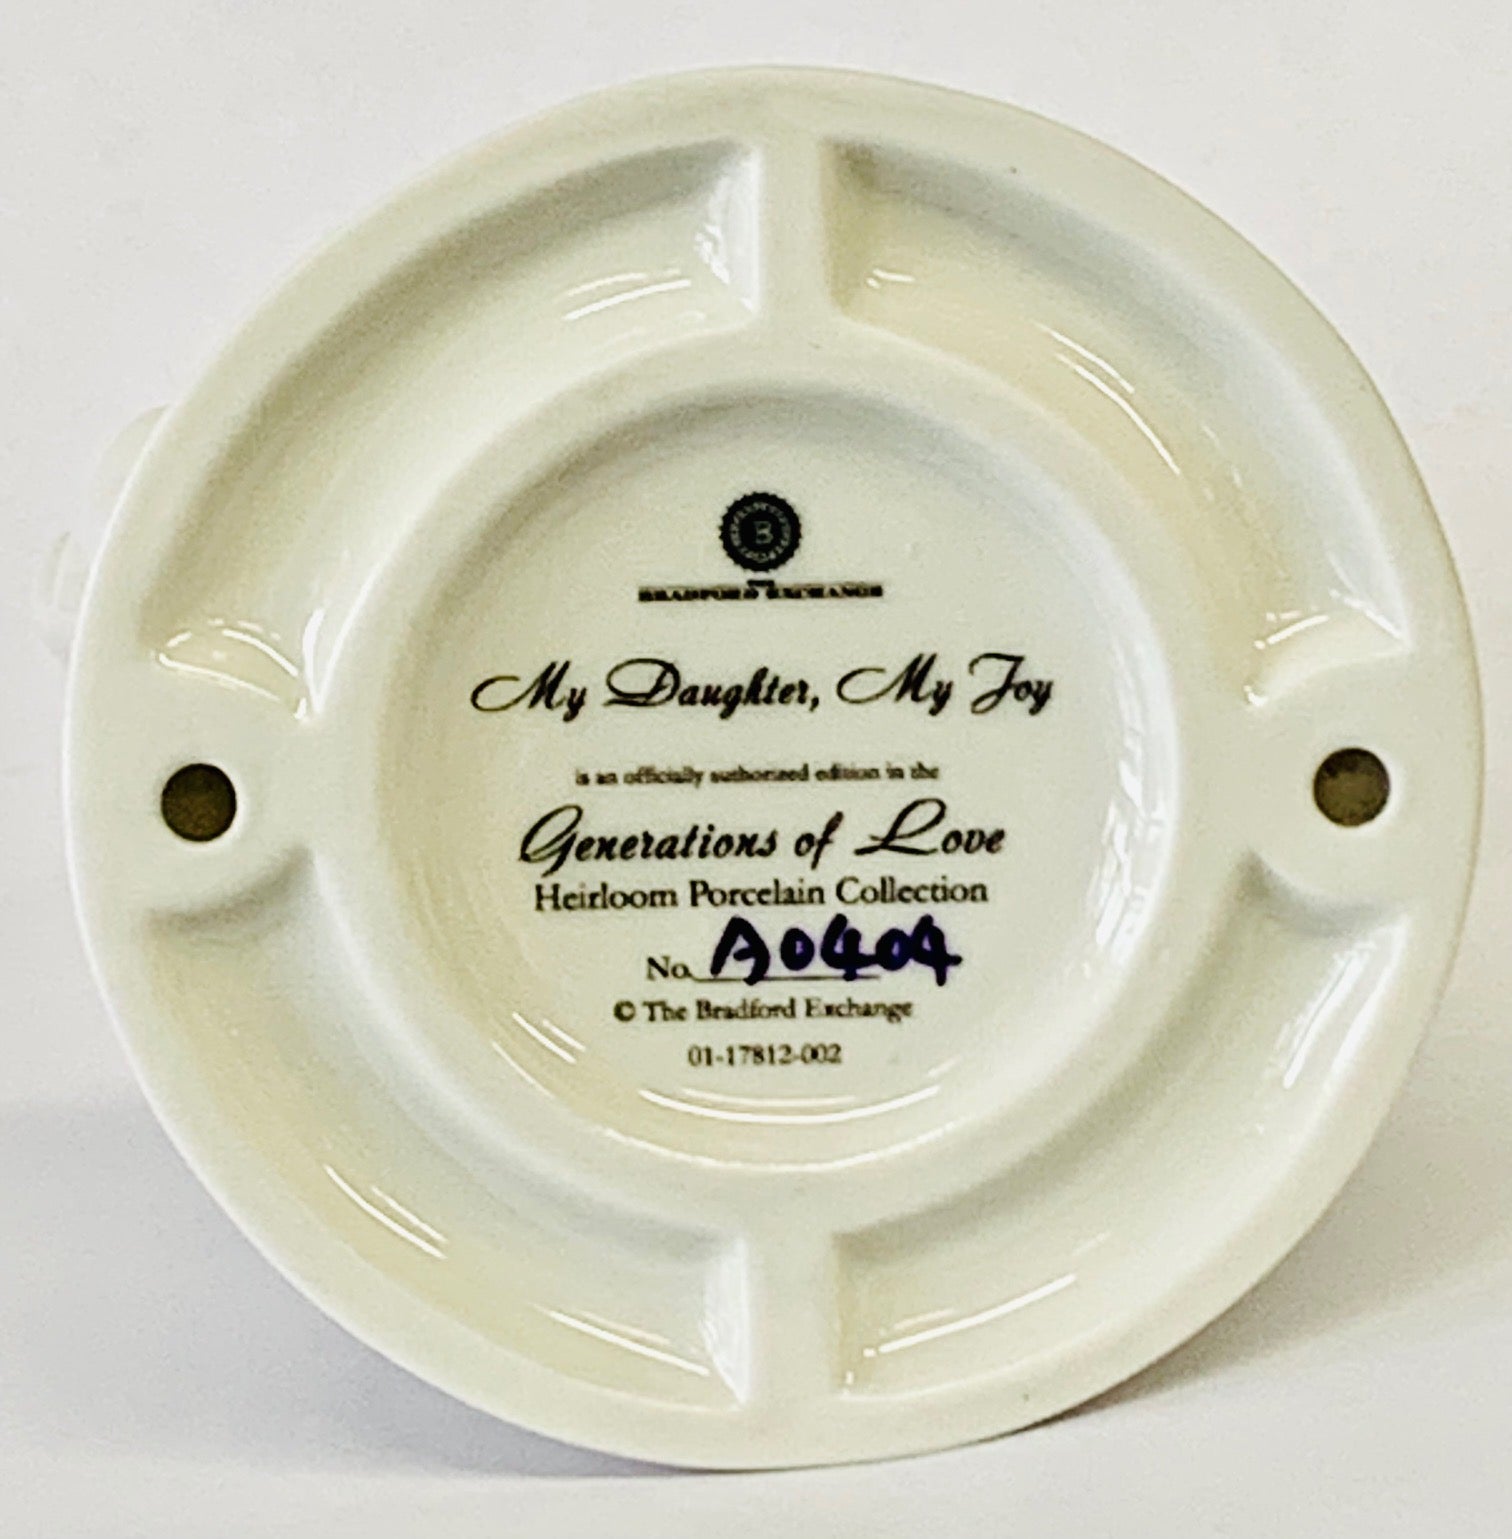 B
THE
BRADFORD EXCHANGE
My Daughter, My Joy
is an officially authorized edition in the
Generations of Love
Heirloom Porcelain Collection
No. A0404
© The Bradford Exchange
01-17812-002